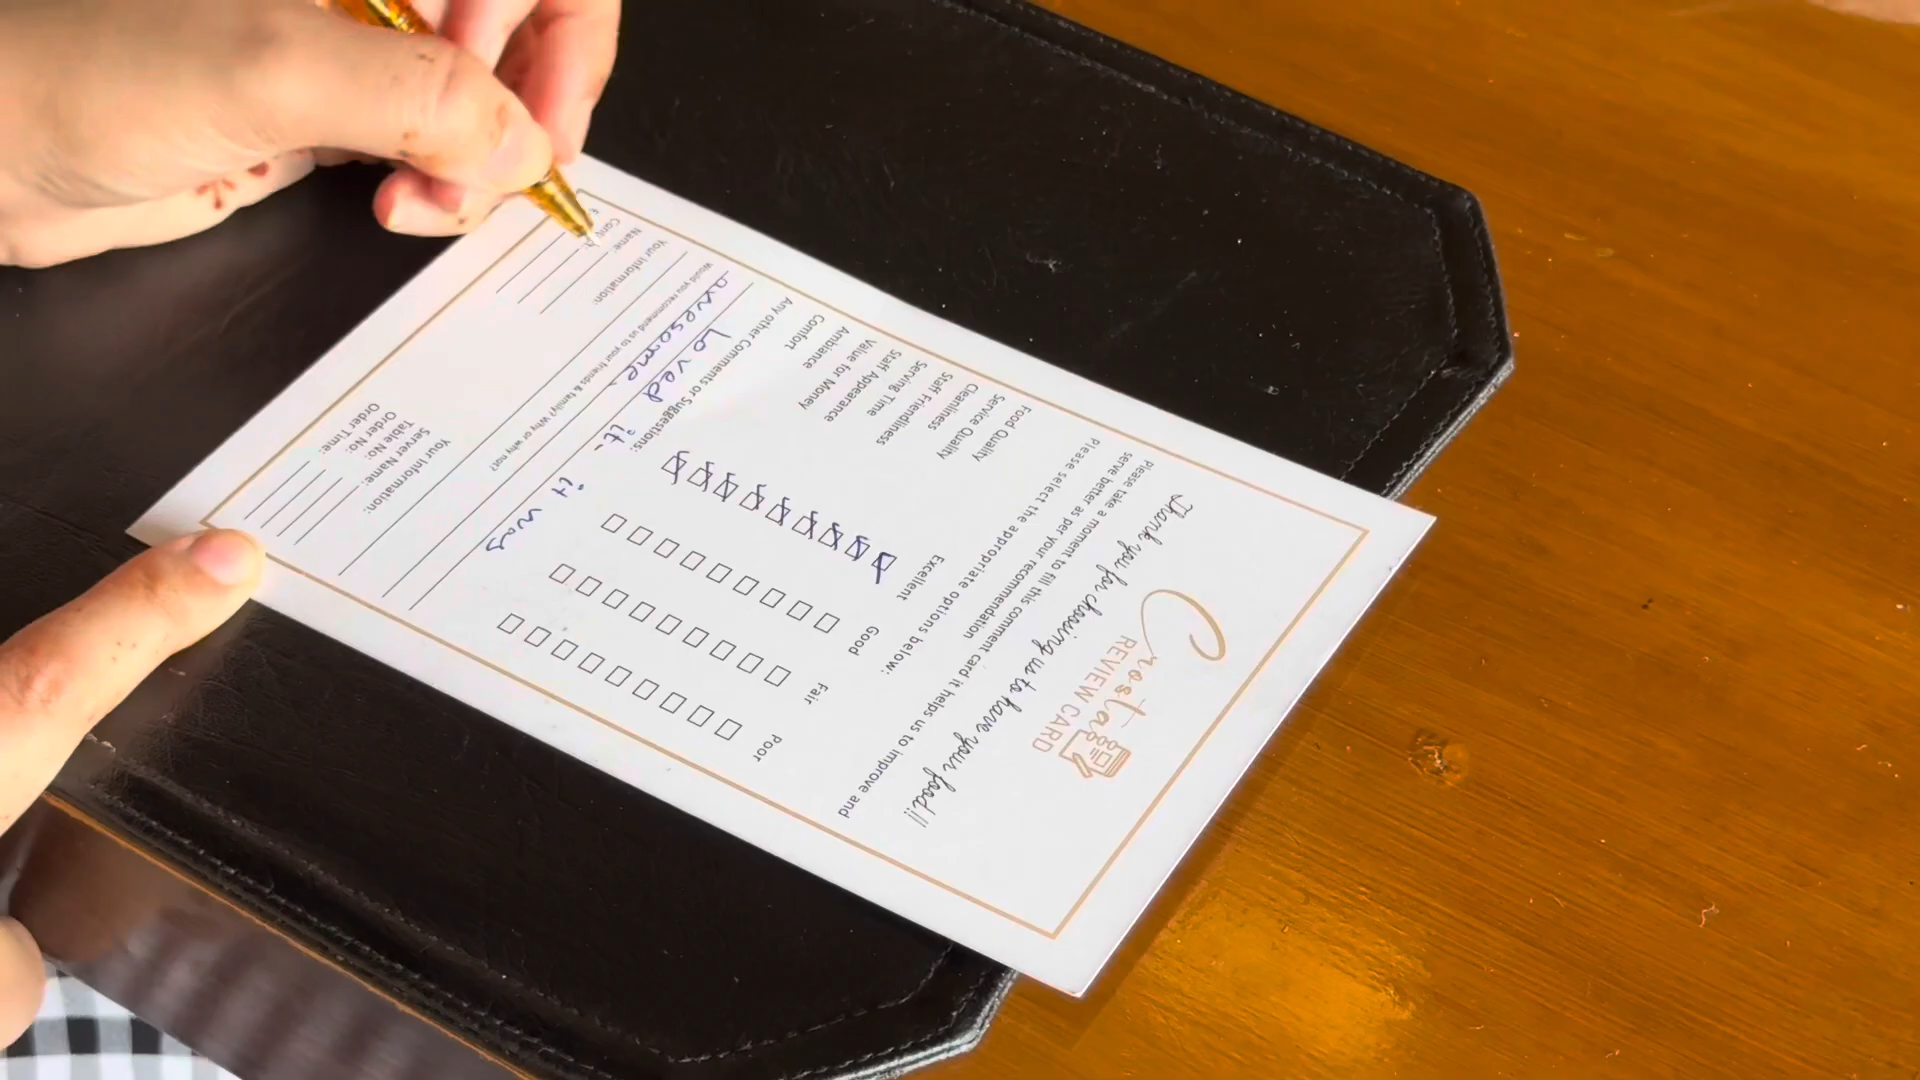 Crosta
REVIEW CARD
Thank you for choosing us to have your food!!
Please take a moment to fill this comment card it helps us to improve and
serve better as per your recommendation
Please select the appropriate options below:
Excellent Good Fair Poor
Food Quality
Service Quality
Cleanliness
Staff Friendliness
Serving Time
Staff Appearance
Value for Money
Ambiance
Comfort
Any other Comments or Suggestions:
Loved it. it was
awesome.
Would you recommend us to your friends & family? Why or why not?
Your Information: Your Information:
Name: Server Name:
Table No:
Order No:
Order Time: